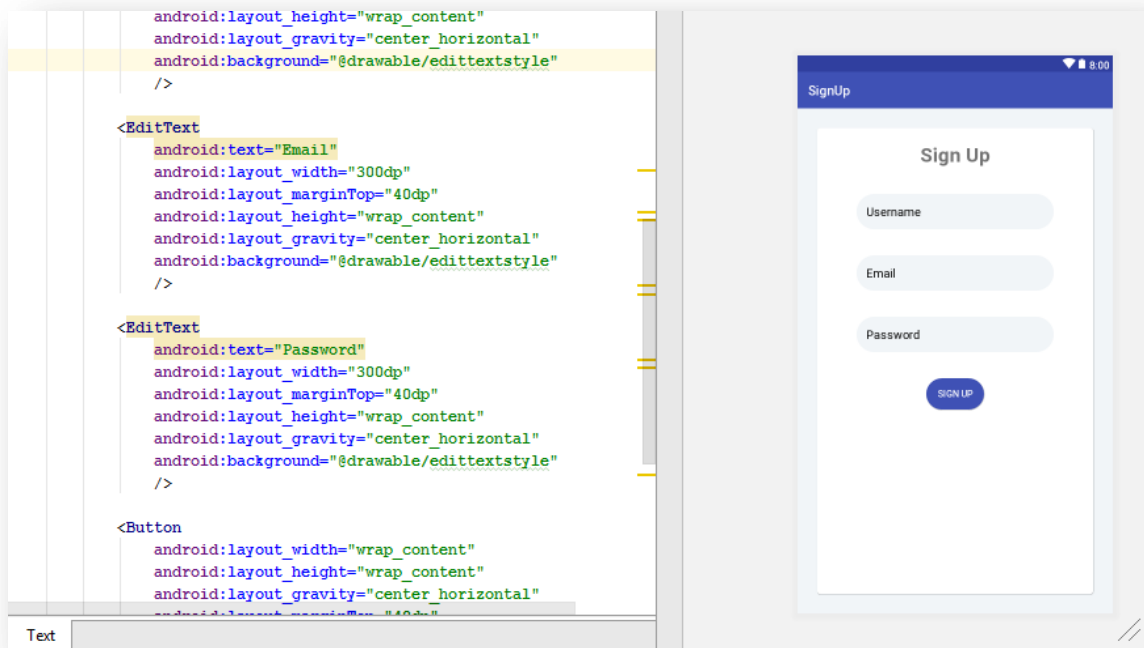 android:layout_height="wrap_content"
android:layout_gravity="center_horizontal"
android:background="@drawable/edittextstyle"
/>
<EditText
android:text="Email"
android:layout_width="300dp"
android:layout_marginTop="40dp"
android:layout_height="wrap_content"
android:layout_gravity="center_horizontal"
android:background="@drawable/edittextstyle"
/>
<EditText
android:text="Password"
android:layout_width="300dp"
android:layout_marginTop="40dp"
android:layout_height="wrap_content"
android:layout_gravity="center_horizontal"
android:background="@drawable/edittextstyle"
/>
<Button
android:layout_width="wrap_content"
android:layout_height="wrap_content"
android:layout_gravity="center_horizontal"
android:layout_marginTop="40dp"
Text
8:00
SignUp
Sign Up
Username
Email
Password
SIGN UP